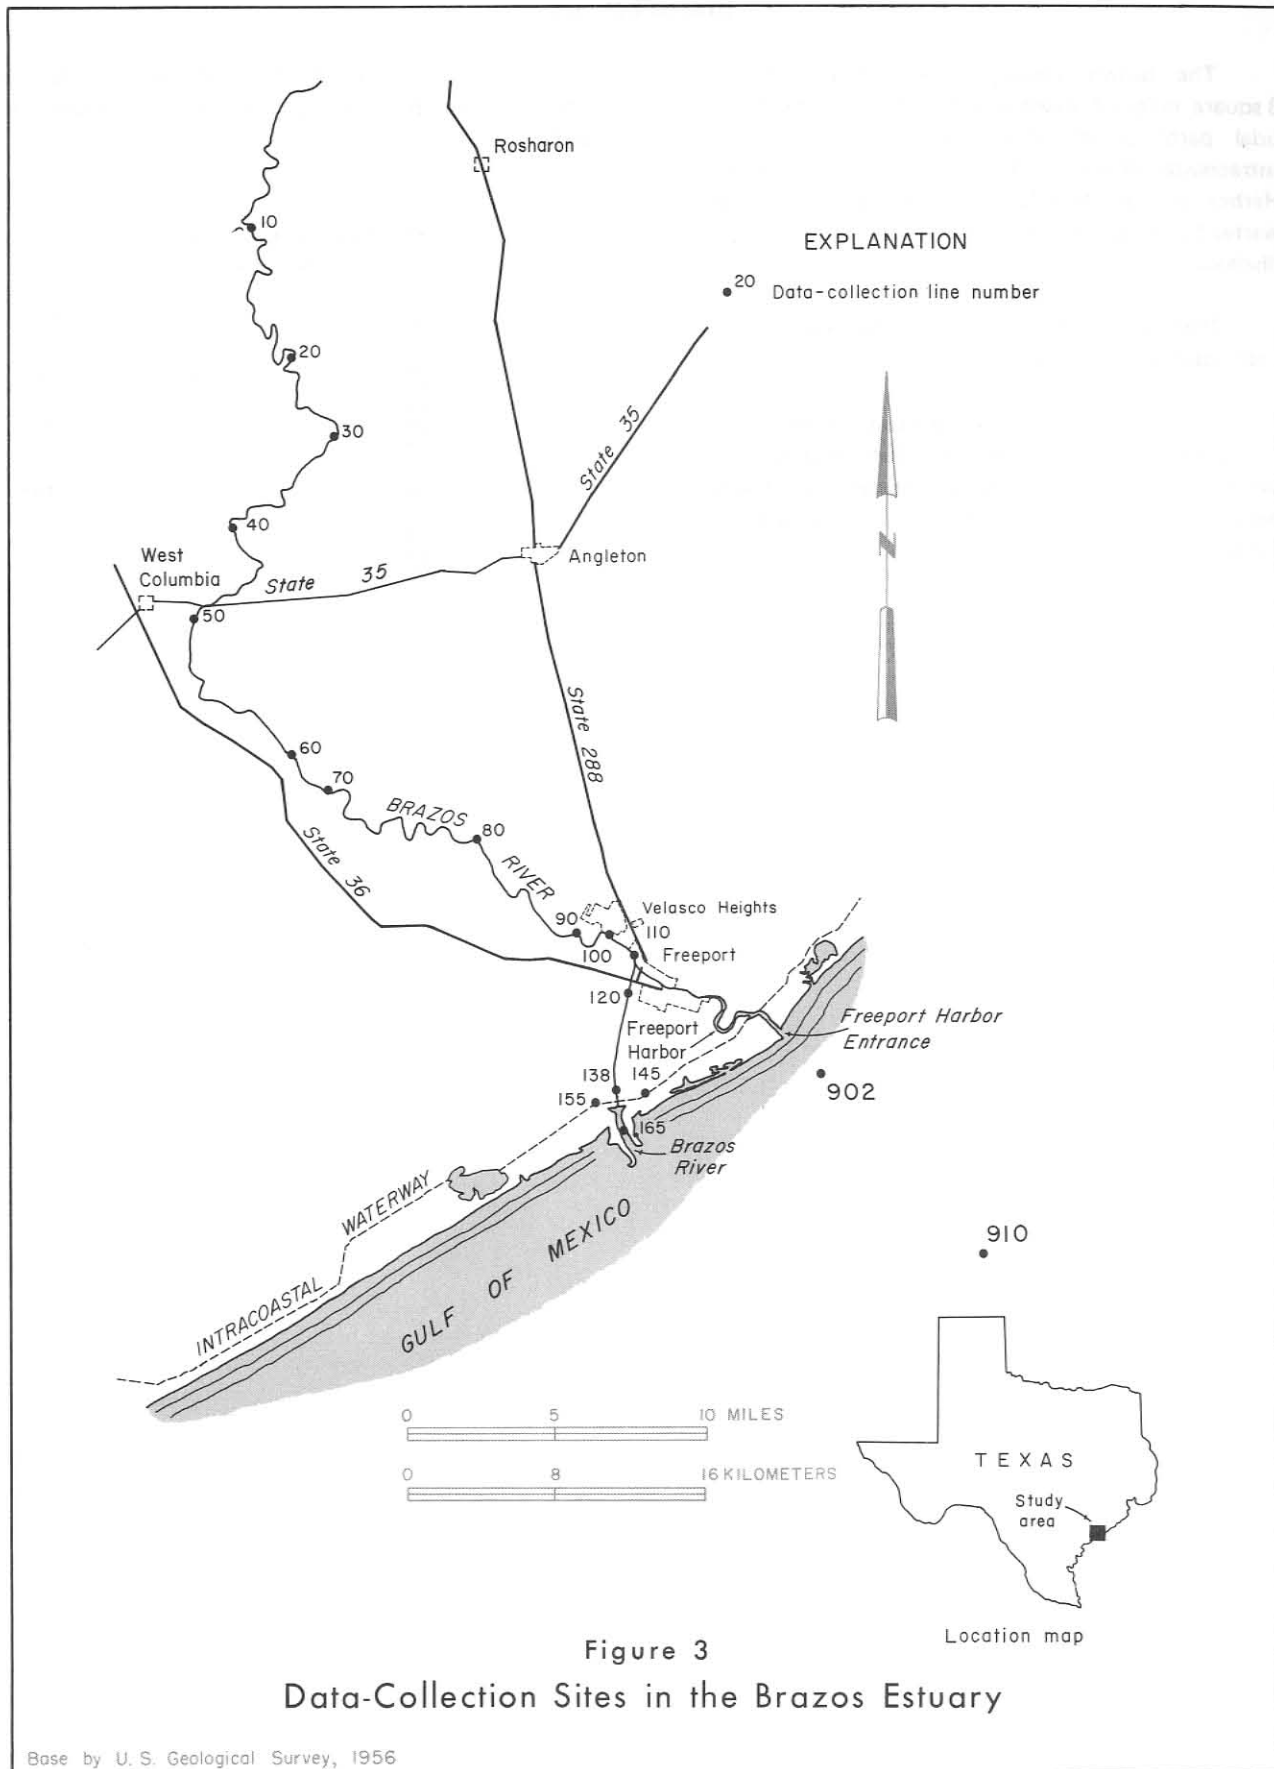 Rosharon
10
EXPLANATION
20
Data-collection line number
20
30
State 35
40
West
Columbia
State 35
Angleton
50
State 288
60
70
BRAZOS
80
RIVER
State 36
Velasco Heights
90
110
100
Freeport
120
Freeport
Harbor
Freeport Harbor
Entrance
138
145
155
902
165
Brazos
River
INTRACOASTAL WATERWAY
GULF OF MEXICO
910
0 5 10 MILES
0 8 16 KILOMETERS
TEXAS
Study
area
N
Location map
Figure 3
Data-Collection Sites in the Brazos Estuary
Base by U. S. Geological Survey, 1956